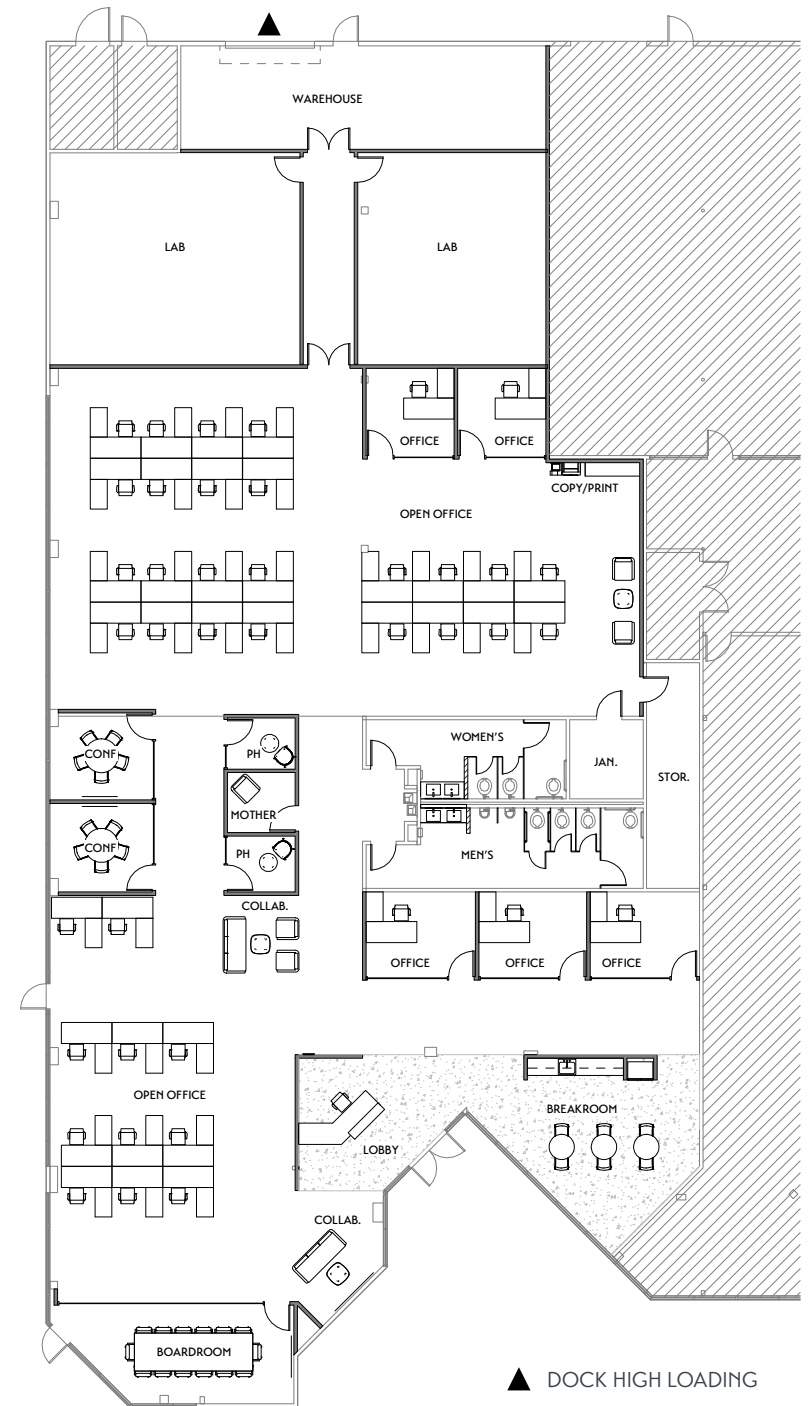 WAREHOUSE
LAB
LAB
OFFICE
OFFICE
COPY/PRINT
OPEN OFFICE
WOMEN'S
CONF
PH
JAN.
STOR.
MOTHER
CONF
PH
MEN'S
COLLAB.
OFFICE
OFFICE
OFFICE
OPEN OFFICE
BREAKROOM
LOBBY
COLLAB.
BOARDROOM
DOCK HIGH LOADING